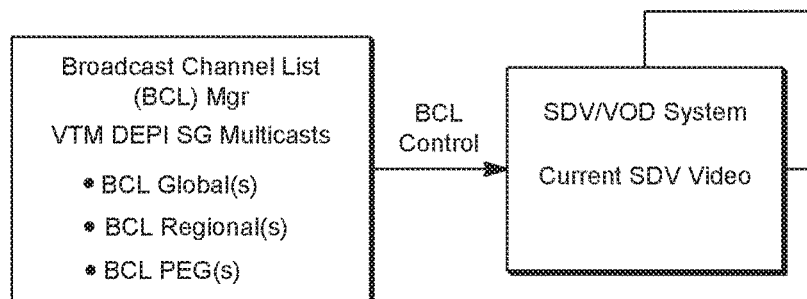 Broadcast Channel List
(BCL) Mgr
VTM DEPI SG Multicasts
• BCL Global(s)
• BCL Regional(s)
• BCL PEG(s)
BCL
Control
SDV/VOD System
Current SDV Video